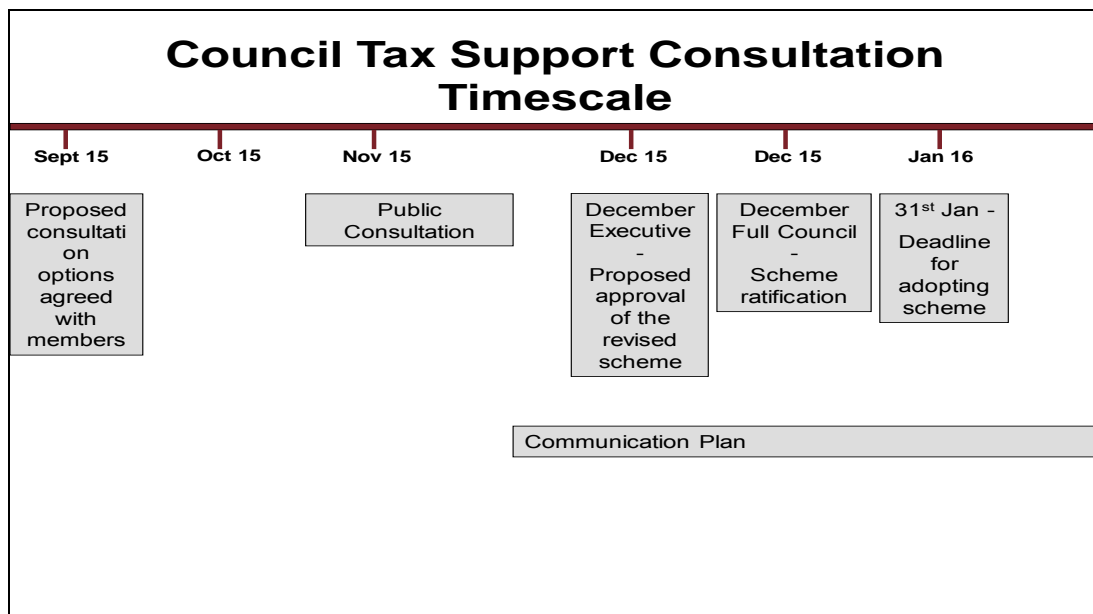 Council Tax Support Consultation
Timescale
Sept 15
Oct 15
Nov 15
Dec 15
Dec 15
Jan 16
Proposed
consultati
on
options
agreed
with
members
Public
Consultation
December
Executive
-
Proposed
approval
of the
revised
scheme
December
Full Council
-
Scheme
ratification
31st Jan -
Deadline
for
adopting
scheme
Communication Plan